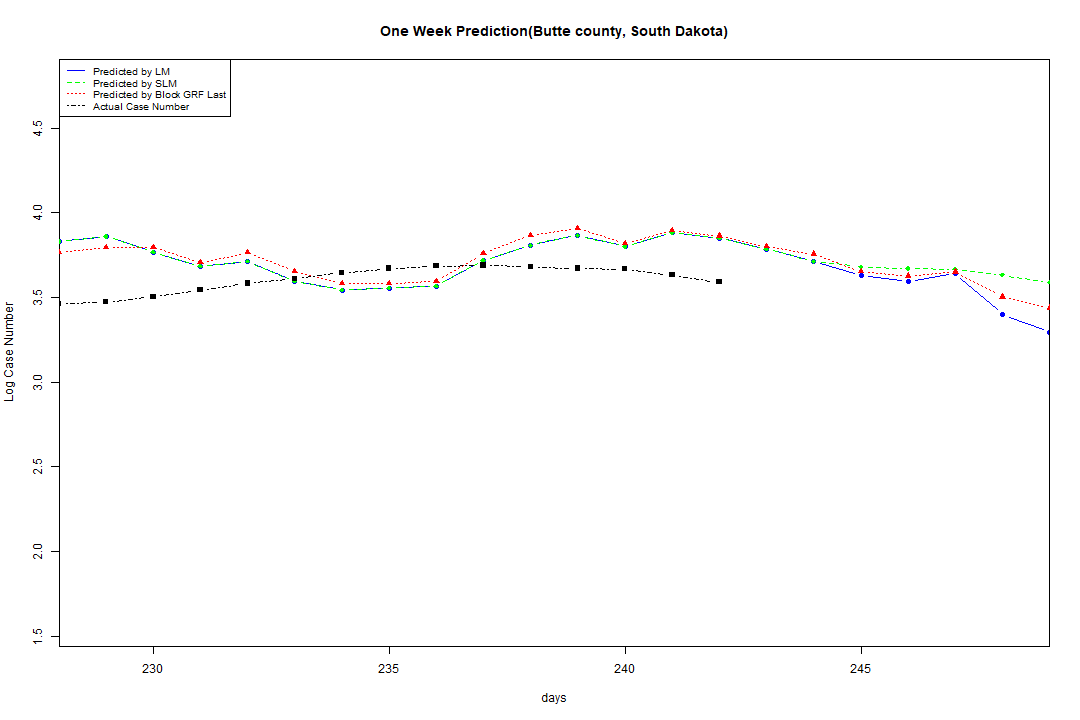 One Week Prediction(Butte county, South Dakota)
Predicted by LM
Predicted by SLM
Predicted by Block GRF Last
Actual Case Number
4.5
4.0
3.5
3.0
2.5
2.0
1.5
Log Case Number
230
235
240
245
days